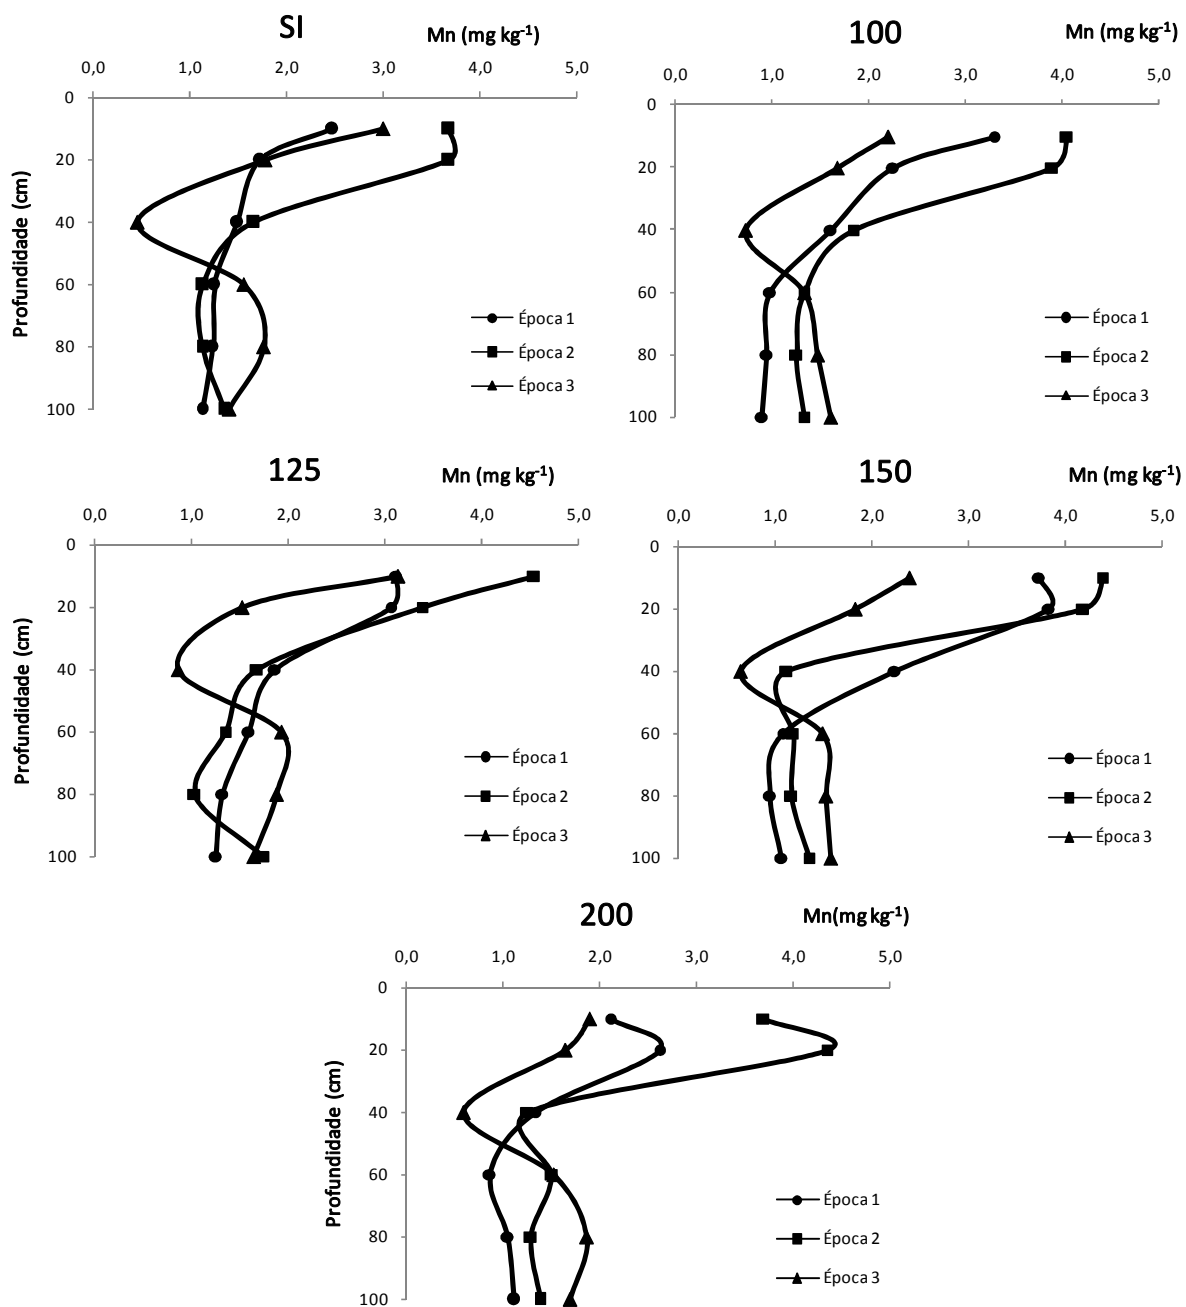 SI
Mn (mg kg-1)
0,0 1,0 2,0 3,0 4,0 5,0
Profundidade (cm)
0
20
40
60
80
100
Época 1
Época 2
Época 3
100
Mn (mg kg-1)
0,0 1,0 2,0 3,0 4,0 5,0
0
20
40
60
80
100
Época 1
Época 2
Época 3
125
Mn (mg kg-1)
0,0 1,0 2,0 3,0 4,0 5,0
Profundidade (cm)
0
20
40
60
80
100
Época 1
Época 2
Época 3
150
Mn (mg kg-1)
0,0 1,0 2,0 3,0 4,0 5,0
0
20
40
60
80
100
Época 1
Época 2
Época 3
200
Mn(mg kg-1)
0,0 1,0 2,0 3,0 4,0 5,0
Profundidade (cm)
0
20
40
60
80
100
Época 1
Época 2
Época 3